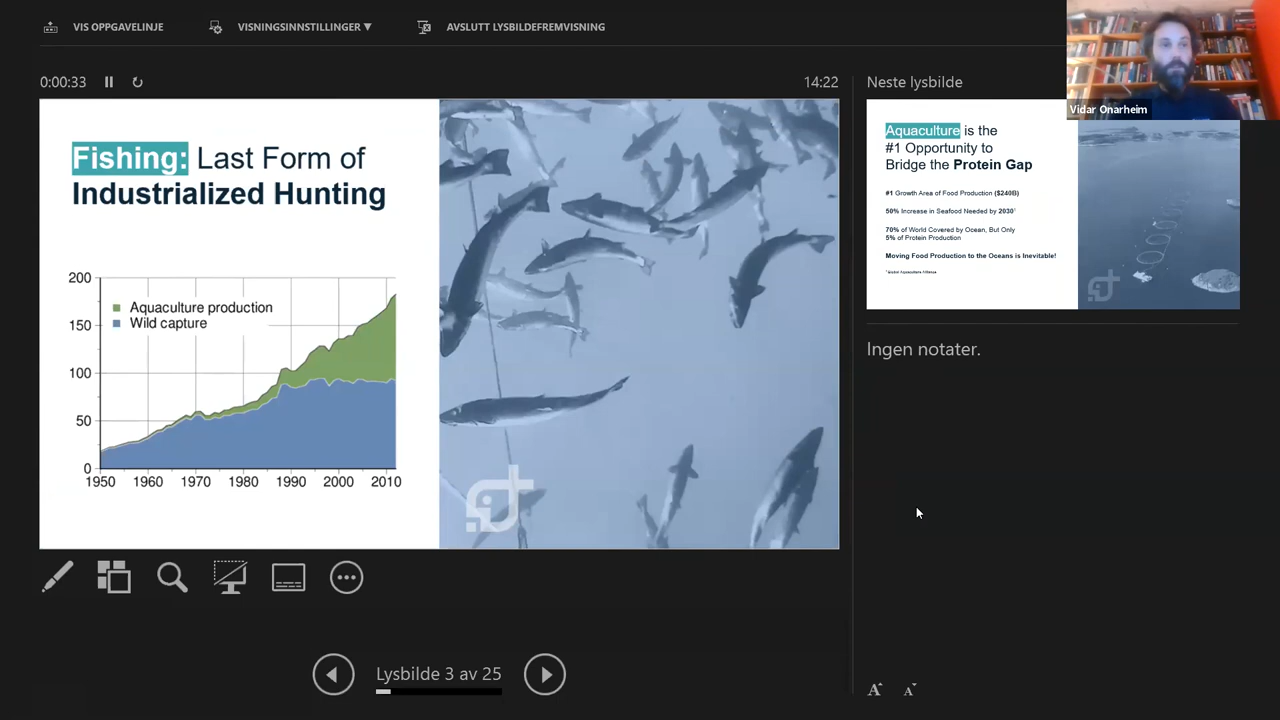 VIS OPPGAVELINJE
VISNINGSINNSTILLINGER ▼
AVSLUTT LYSBILDEFREMVISNING
0:00:33
14:22
Fishing: Last Form of
Industrialized Hunting
200
150
100
50
0
Aquaculture production
Wild capture
1950 1960 1970 1980 1990 2000 2010
Lysbilde 3 av 25
Neste lysbilde
Vidar Onarheim
Aquaculture is the
#1 Opportunity to
Bridge the Protein Gap
#1 Growth Area of Food Production ($240B)
50% Increase in Seafood Needed by 2030¹
70% of World Covered by Ocean, But Only
5% of Protein Production
Moving Food Production to the Oceans is Inevitable!
Ingen notater.
A A